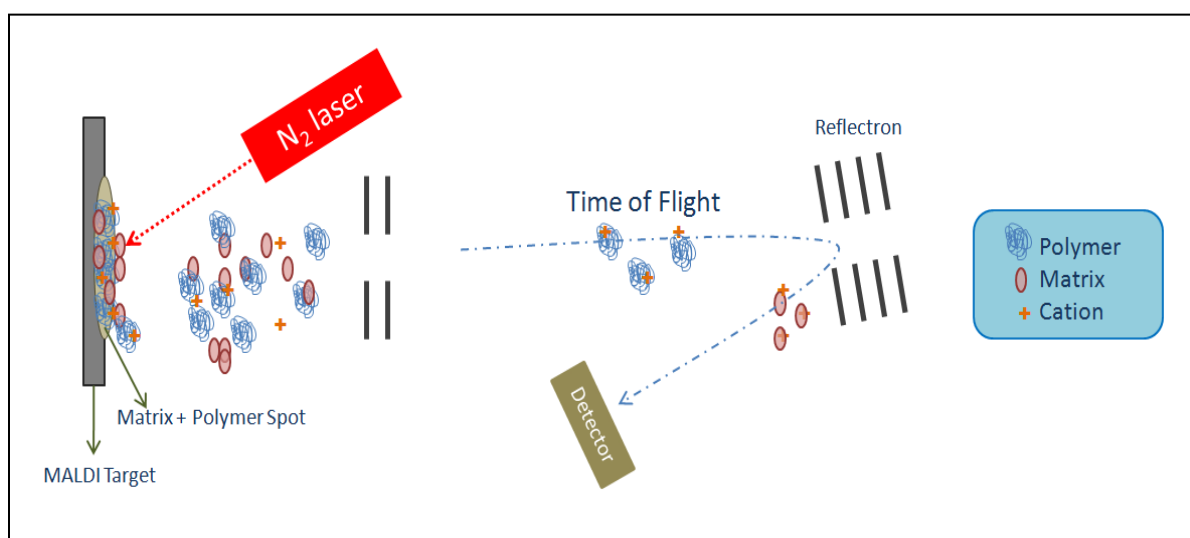 N₂ laser
Reflectron
Time of Flight
Polymer
Matrix
Cation
Matrix + Polymer Spot
Detector
MALDI Target